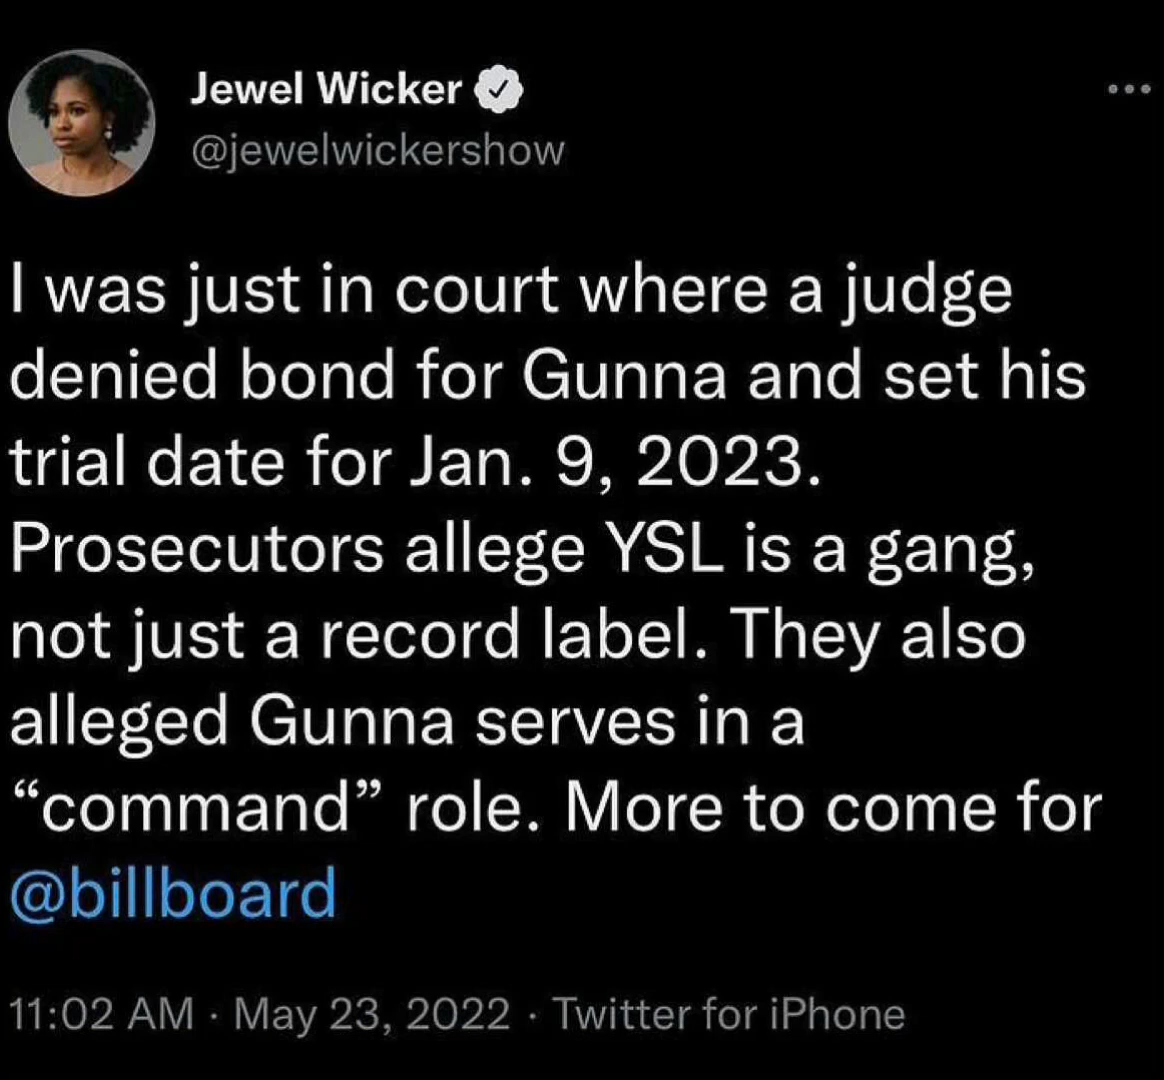 Jewel Wicker
@jewelwickershow
I was just in court where a judge
denied bond for Gunna and set his
trial date for Jan. 9, 2023.
Prosecutors allege YSL is a gang,
not just a record label. They also
alleged Gunna serves in a
“command” role. More to come for
@billboard
11:02 AM · May 23, 2022 · Twitter for iPhone